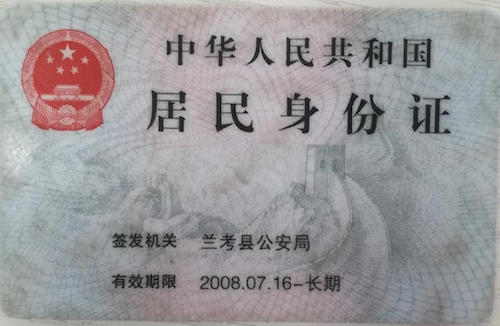 中华人民共和国
居民身份证
签发机关 兰考县公安局
有效期限 2008.07.16-长期